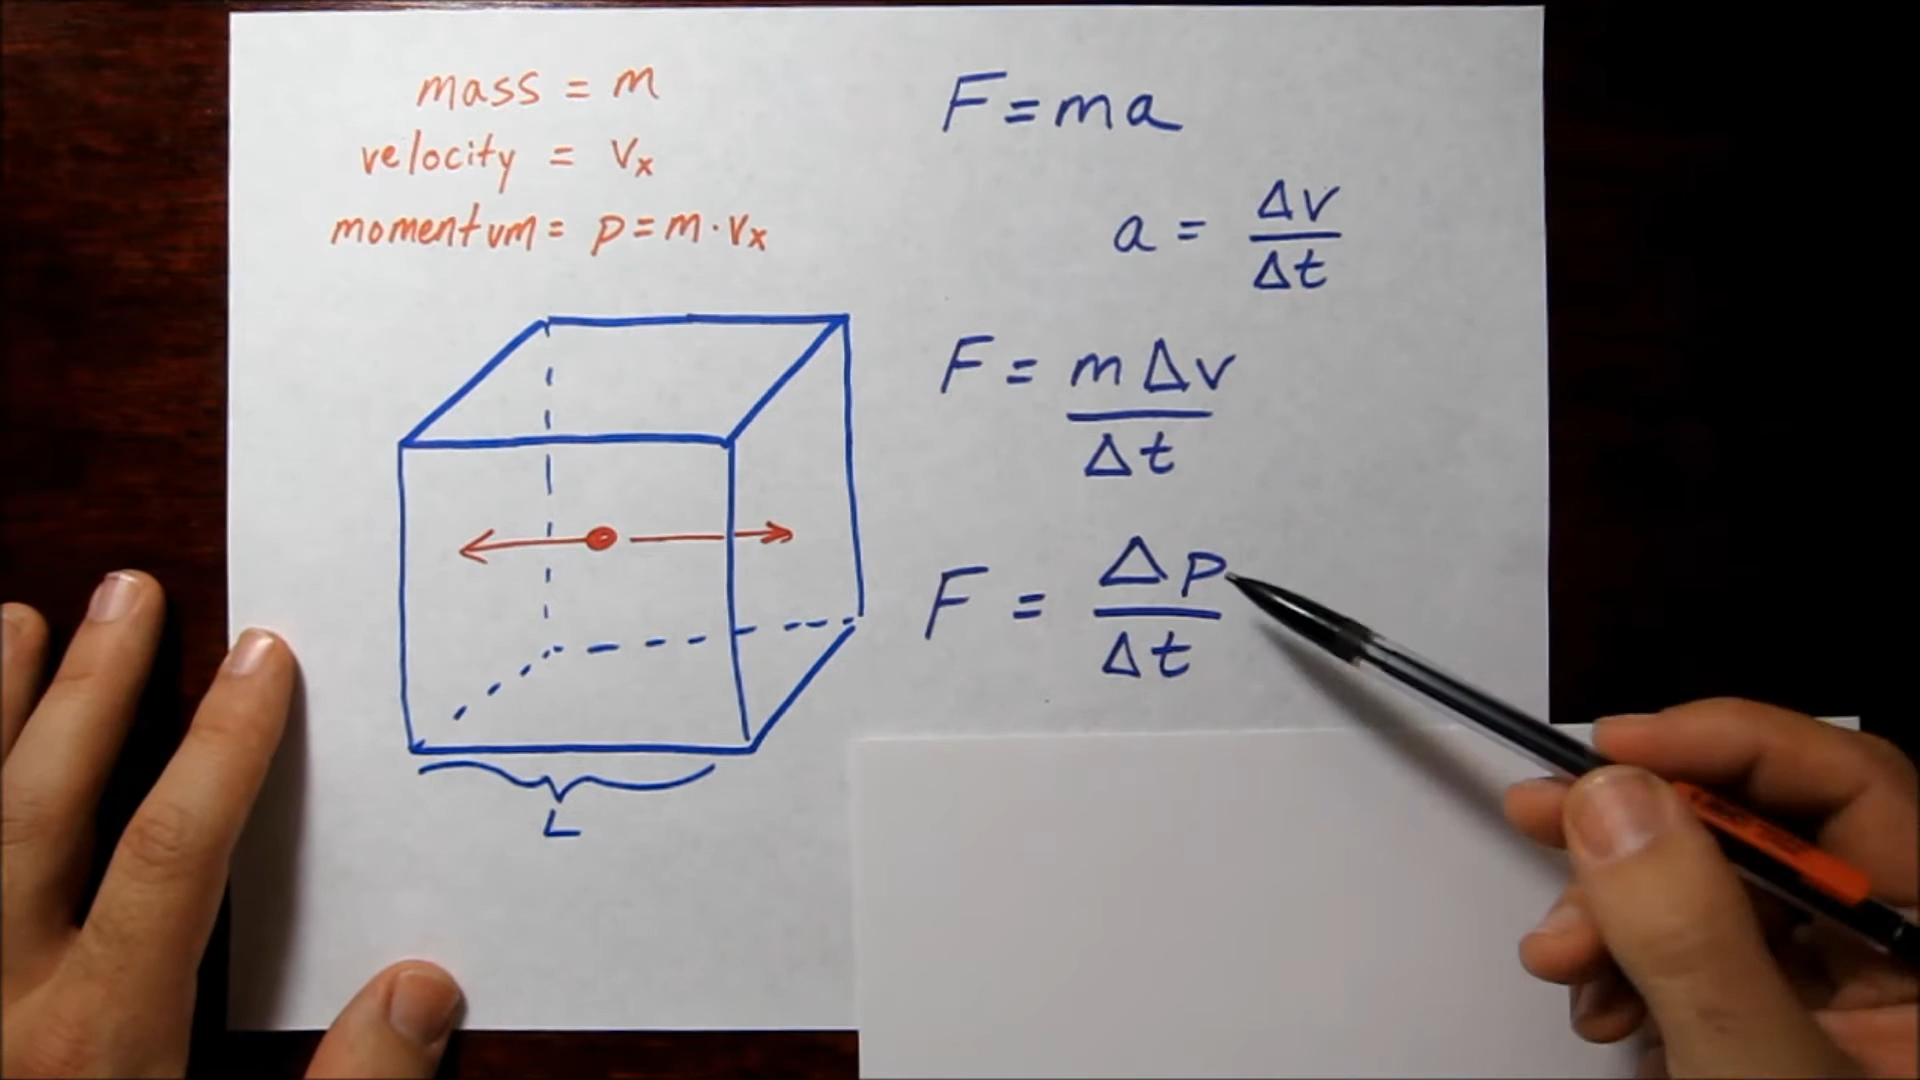 mass = m
velocity = vₓ
momentum = p = m · vₓ
L
F = ma
a = Δv/Δt
F = mΔv/Δt
F = Δp/Δt